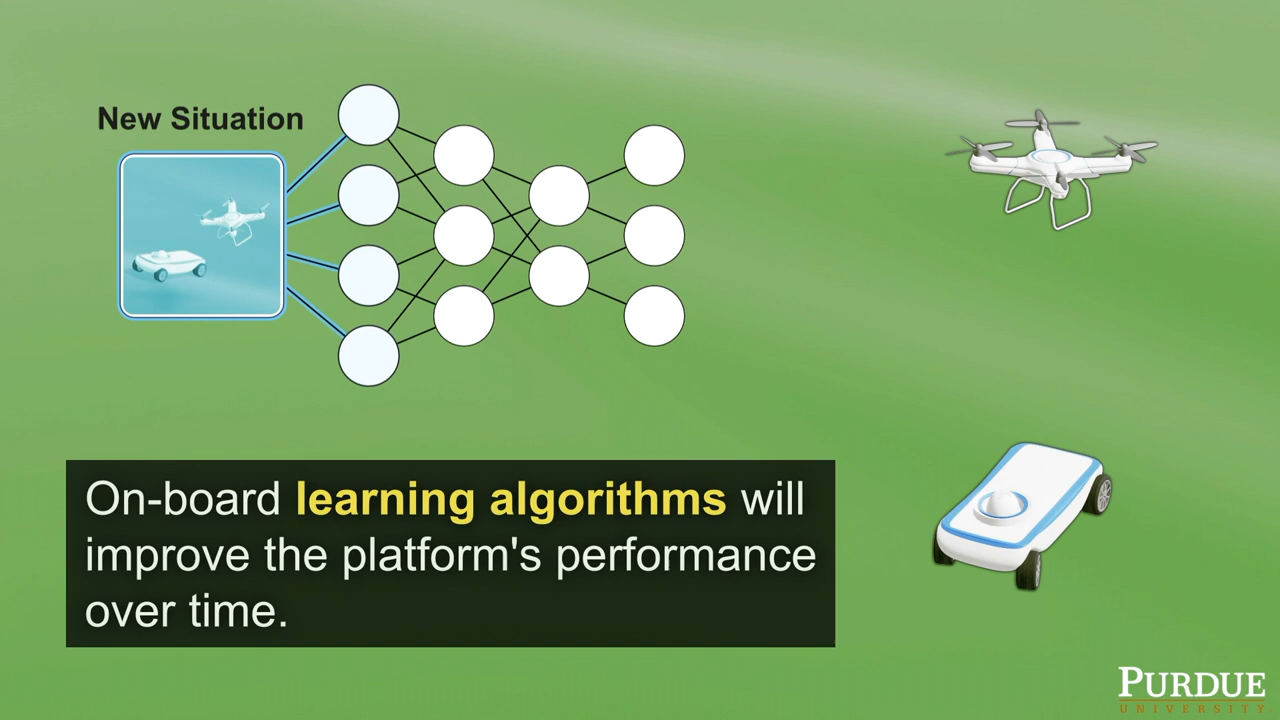 New Situation
On-board learning algorithms will
improve the platform's performance
over time.
PURDUE
UNIVERSITY